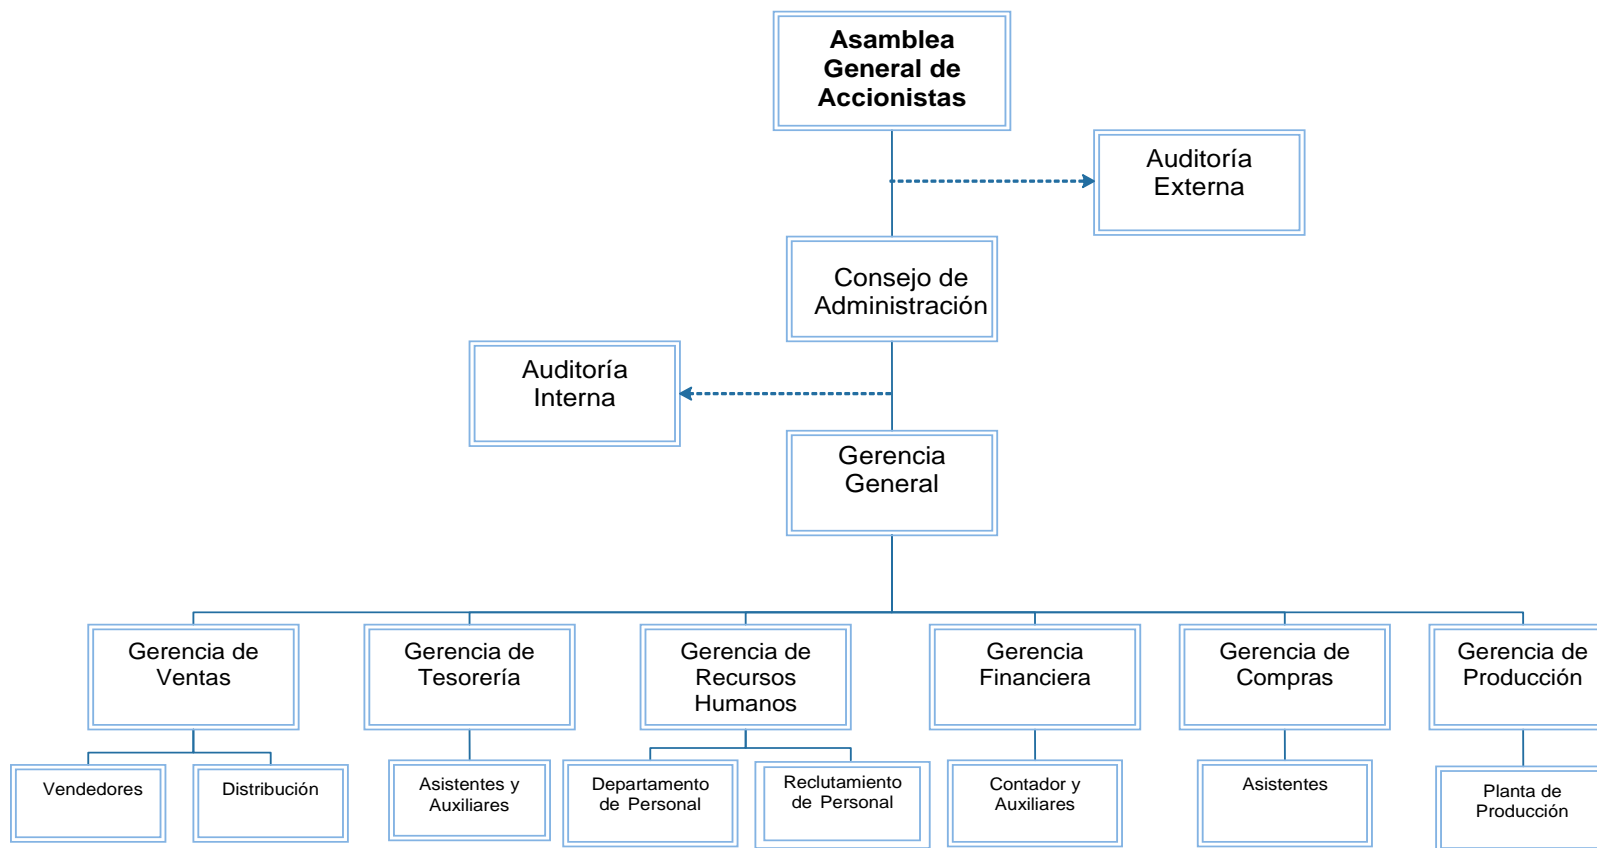 Asamblea
General de
Accionistas
Auditoría
Externa
Consejo de
Administración
Auditoría
Interna
Gerencia
General
Gerencia de
Ventas
Gerencia de
Tesorería
Gerencia de
Recursos
Humanos
Gerencia
Financiera
Gerencia de
Compras
Gerencia de
Producción
Vendedores
Distribución
Asistentes y
Auxiliares
Departamento
de Personal
Reclutamiento
de Personal
Contador y
Auxiliares
Asistentes
Planta de
Producción